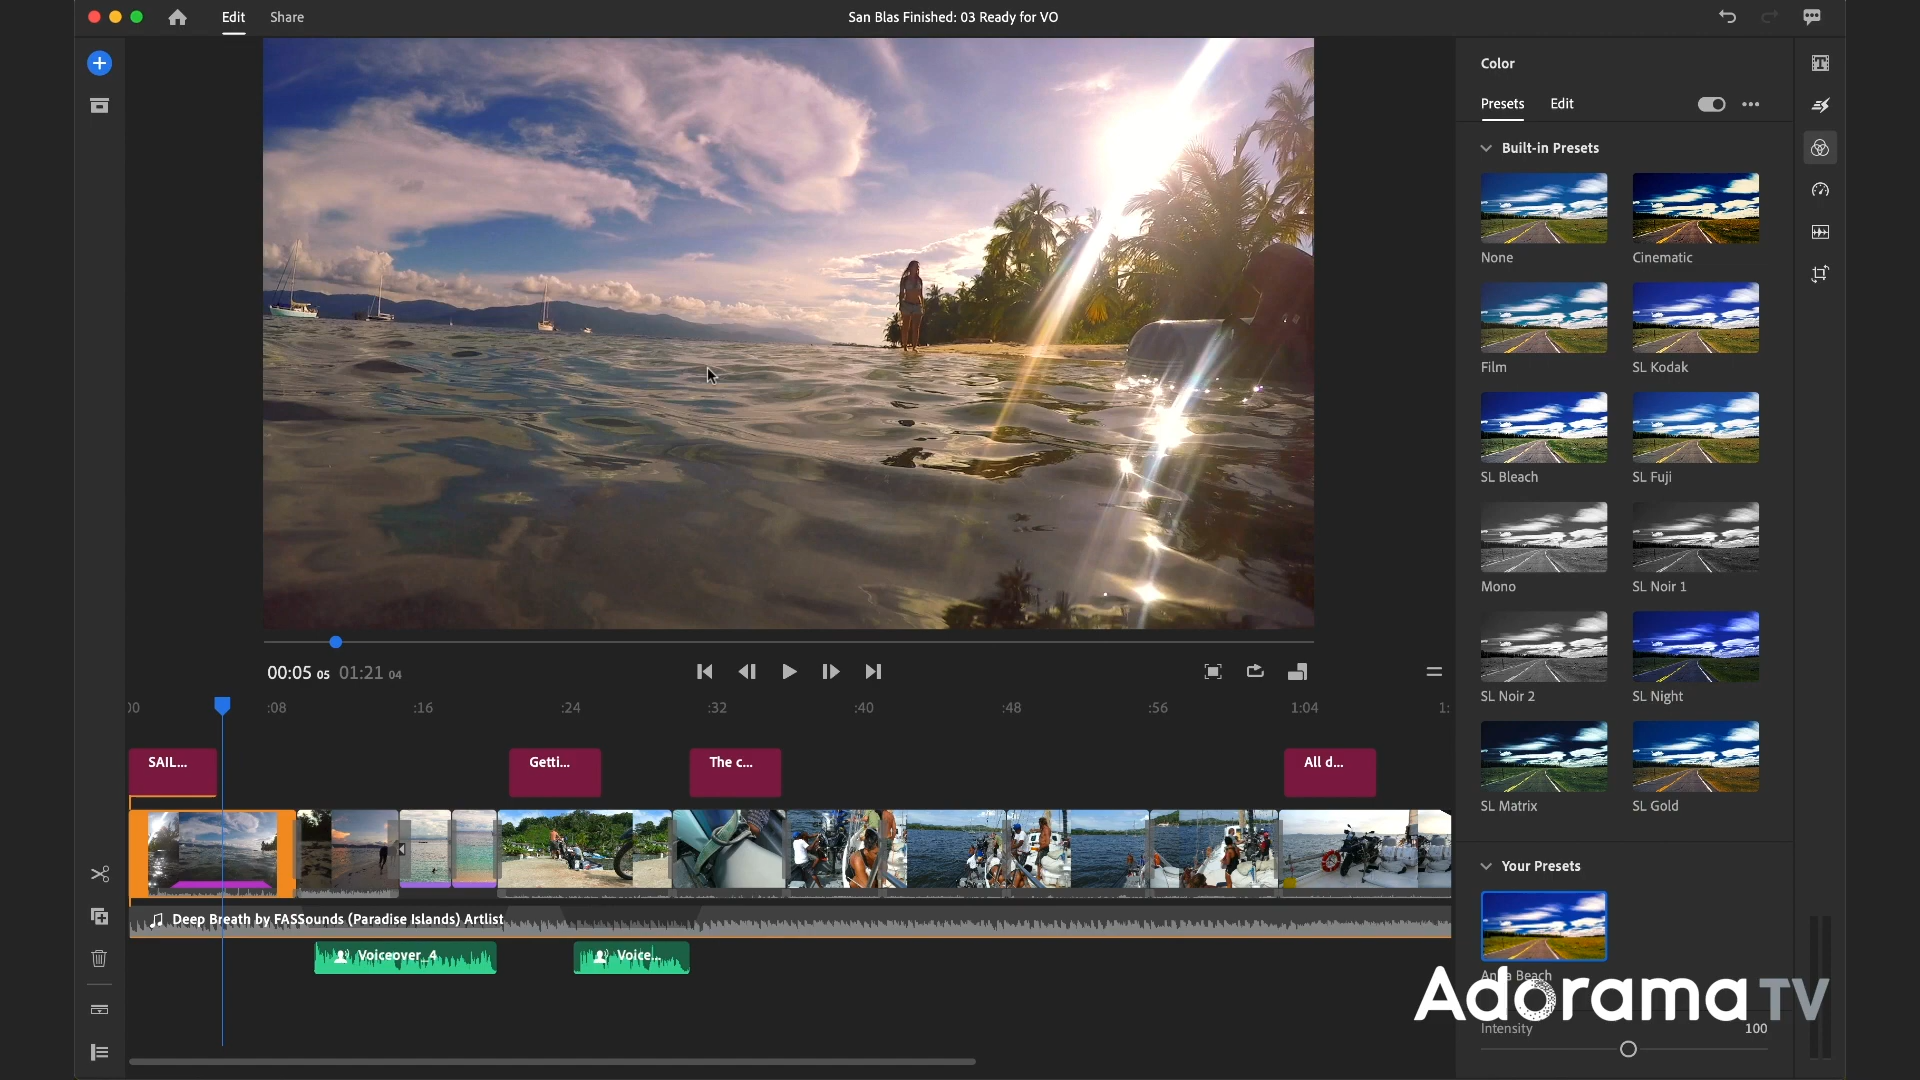 Edit Share San Blas Finished: 03 Ready for VO
Color
Presets Edit
Built-in Presets
None Cinematic
Film SL Kodak
SL Bleach SL Fuji
Mono SL Noir 1
SL Noir 2 SL Night
SL Matrix SL Gold
Your Presets
Beach
Intensity 100
00:05 05 01:21 04
:08 :16 :24 :32 :40 :48 :56 1:04 1:
SAIL... Getti... The c... All d...
Deep Breath by FASSounds (Paradise Islands) Artlist
Voiceover_4 Voice...
Adorama TV